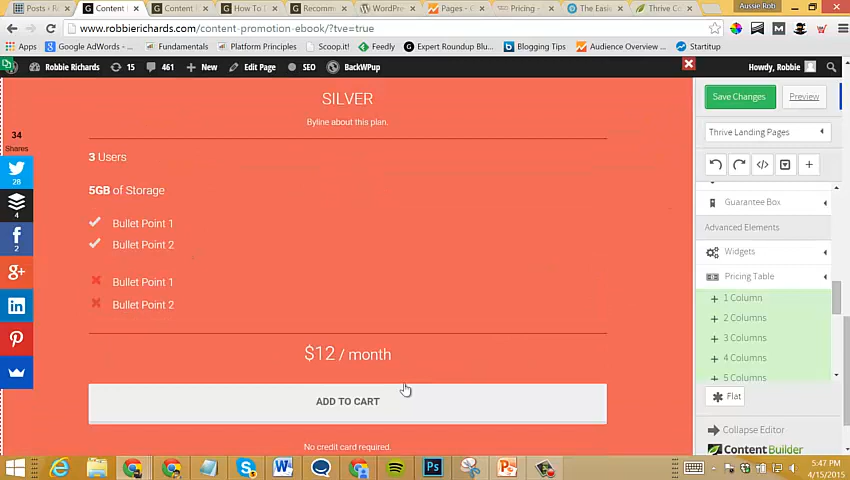 Posts ‹ R
Content
Content
How To
Recomm
WordPre
Pages -
Pricing -
The Easie
Thrive Co
Aussie Rob
www.robbierichards.com/content-promotion-ebook/?tve=true
Apps
Google AdWords -
Fundamentals
Platform Principles
Scoop.it
Feedly
Expert Roundup Blu
Blogging Tips
Audience Overview
Startitup
Robbie Richards
15
461
+ New
Edit Page
SEO
BackWPup
Howdy, Robbie
SILVER
Byline about this plan.
3 Users
5GB of Storage
Bullet Point 1
Bullet Point 2
Bullet Point 1
Bullet Point 2
$12 / month
ADD TO CART
No credit card required.
34
Shares
28
4
2
Save Changes
Preview
Thrive Landing Pages
Guarantee Box
Advanced Elements
Widgets
Pricing Table
+ 1 Column
+ 2 Columns
+ 3 Columns
+ 4 Columns
+ 5 Columns
Flat
Collapse Editor
ContentBuilder
5:47 PM
4/15/2015